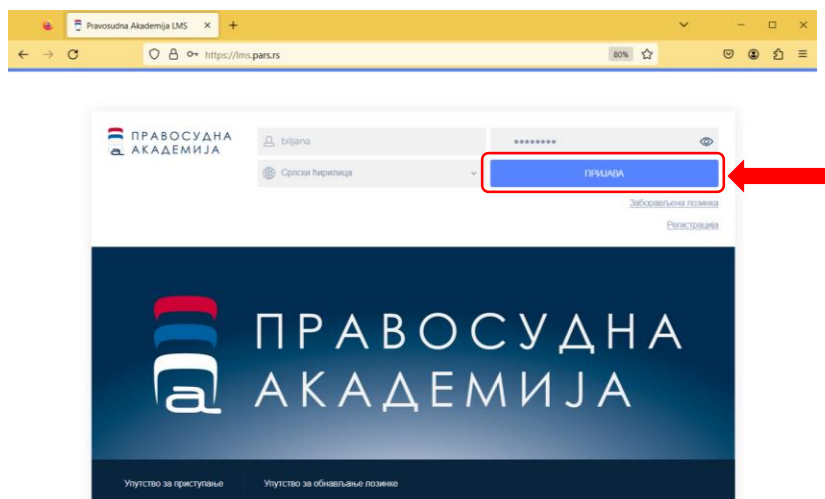 Pravosudna Akademija LMS
https://lms.pars.rs
80%
ПРАВОСУДНА
АКАДЕМИЈА
biljana
••••••••
Српски ћирилица
ПРИЈАВА
Заборављена лозинка
Регистрација
ПРАВОСУДНА
АКАДЕМИЈА
Упутство за приступање
Упутство за обнављање лозинке